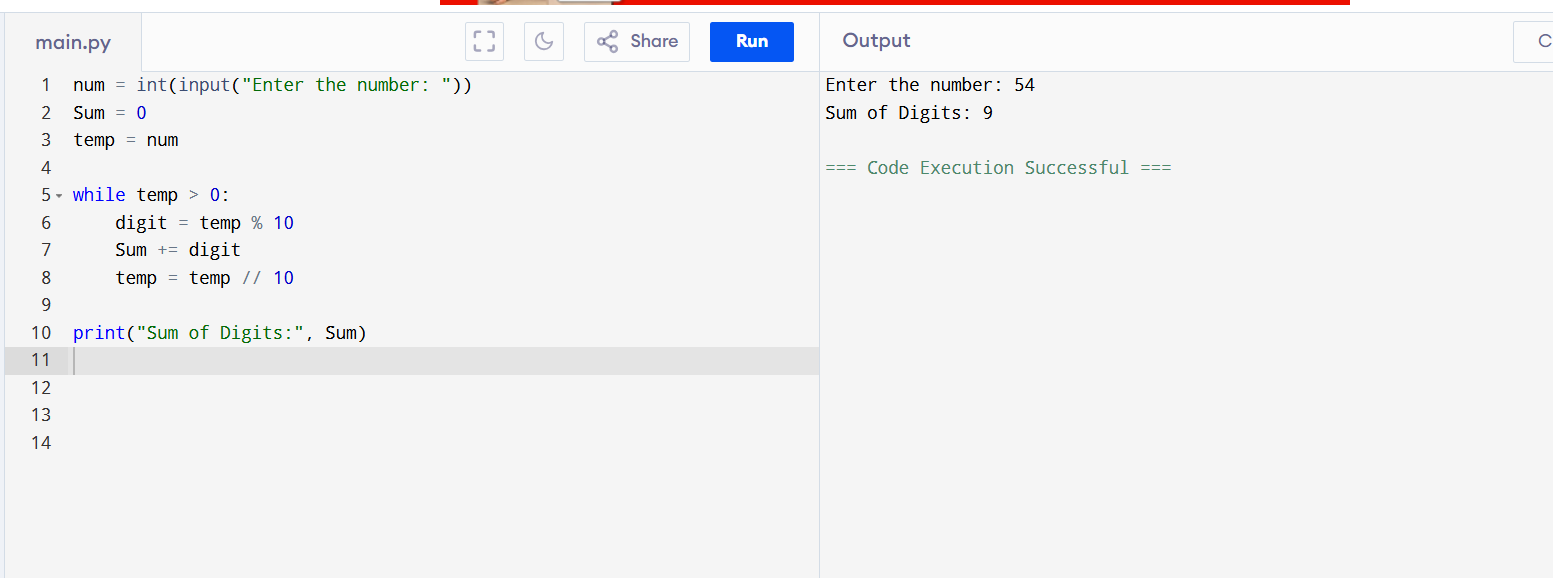 main.py
Share
Run
Output
C
1 num = int(input("Enter the number: "))
2 Sum = 0
3 temp = num
4
5 while temp > 0:
6     digit = temp % 10
7     Sum += digit
8     temp = temp // 10
9
10 print("Sum of Digits:", Sum)
11
12
13
14
Enter the number: 54
Sum of Digits: 9
=== Code Execution Successful ===